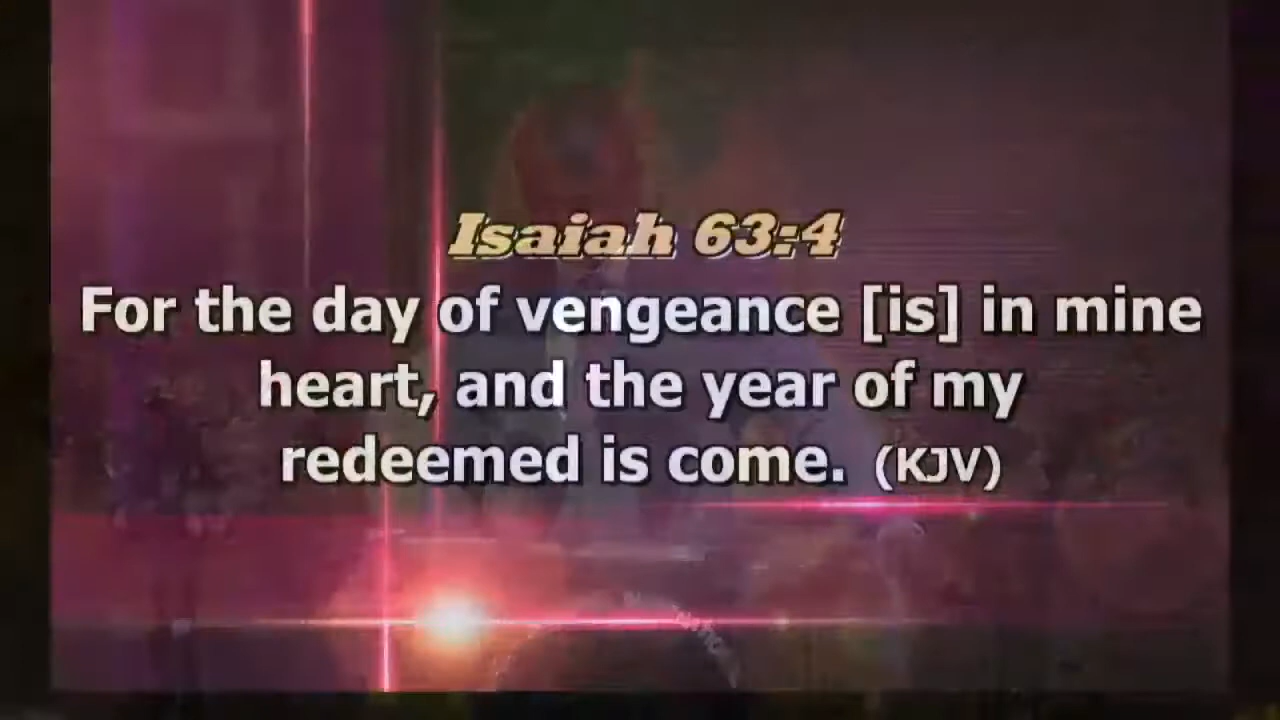 Isaiah 63:4
For the day of vengeance [is] in mine
heart, and the year of my
redeemed is come. (KJV)